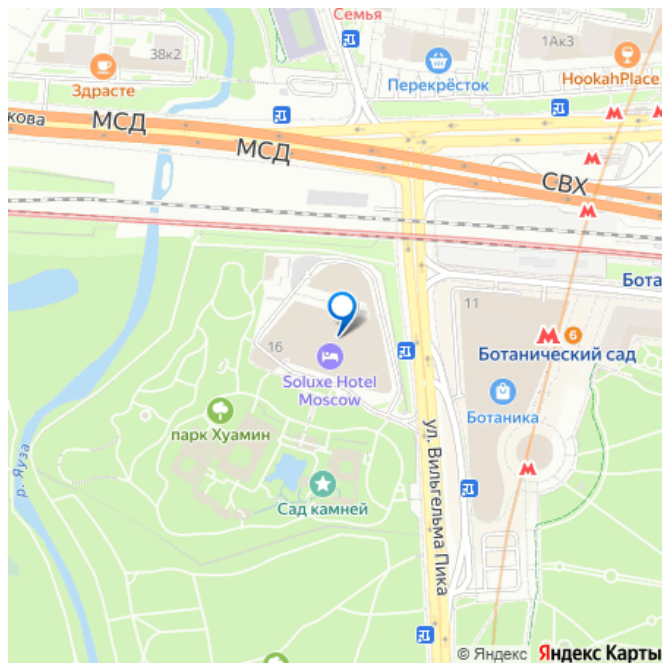 Семья
38к2
1Ак3
Здрасте
Перекрёсток
HookahPlace
кова
МСД
МСД
СВХ
Бота
11
16
6
Ботанический сад
Soluxe Hotel
Moscow
Ботаника
парк Хуамин
ул. Вильгельма Пика
р. Яуза
Сад камней
© Яндекс Яндекс Карты